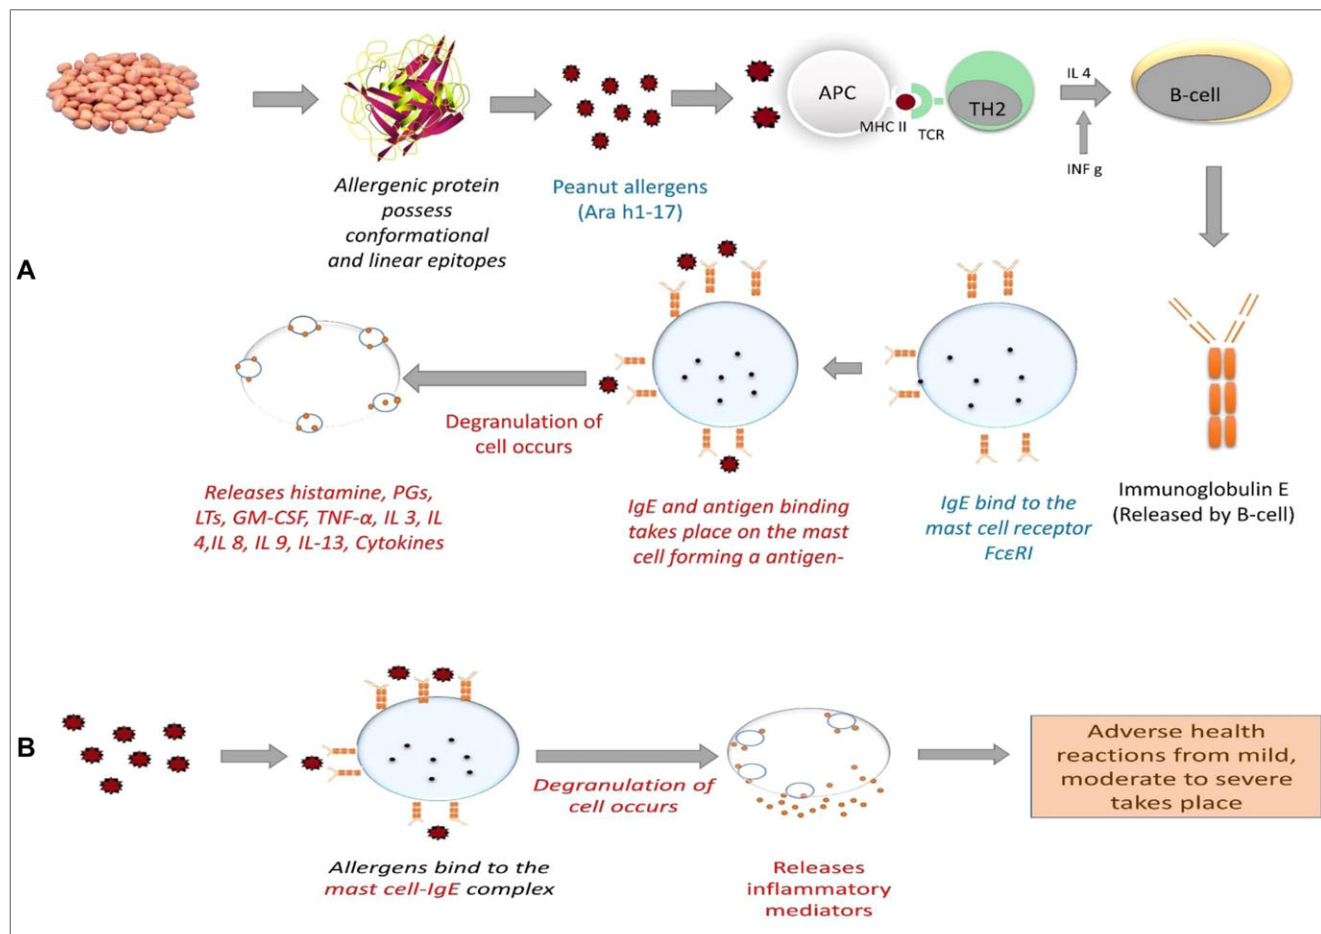 A
Allergenic protein
possess
conformational
and linear epitopes
Peanut allergens
(Ara h1-17)
APC
MHC II
TCR
TH2
IL 4
INF g
B-cell
Immunoglobulin E
(Released by B-cell)
IgE bind to the
mast cell receptor
FcεRI
IgE and antigen binding
takes place on the mast
cell forming a antigen-
Degranulation of
cell occurs
Releases histamine, PGs,
LTs, GM-CSF, TNF-α, IL 3, IL
4,IL 8, IL 9, IL-13, Cytokines
B
Allergens bind to the
mast cell-IgE complex
Degranulation of
cell occurs
Releases
inflammatory
mediators
Adverse health
reactions from mild,
moderate to severe
takes place